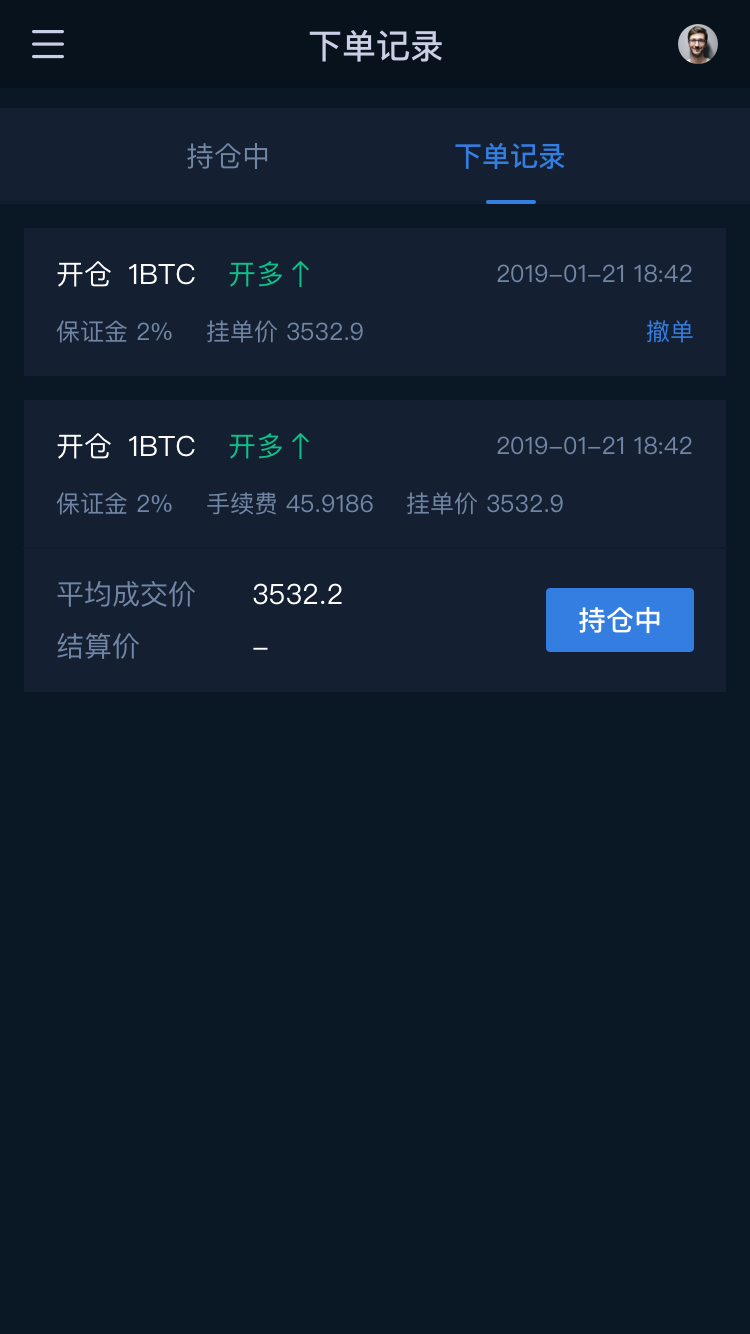 下单记录
持仓中 下单记录
开仓 1BTC 开多↑ 2019-01-21 18:42
保证金 2% 挂单价 3532.9 撤单
开仓 1BTC 开多↑ 2019-01-21 18:42
保证金 2% 手续费 45.9186 挂单价 3532.9
平均成交价 3532.2
持仓中
结算价 –